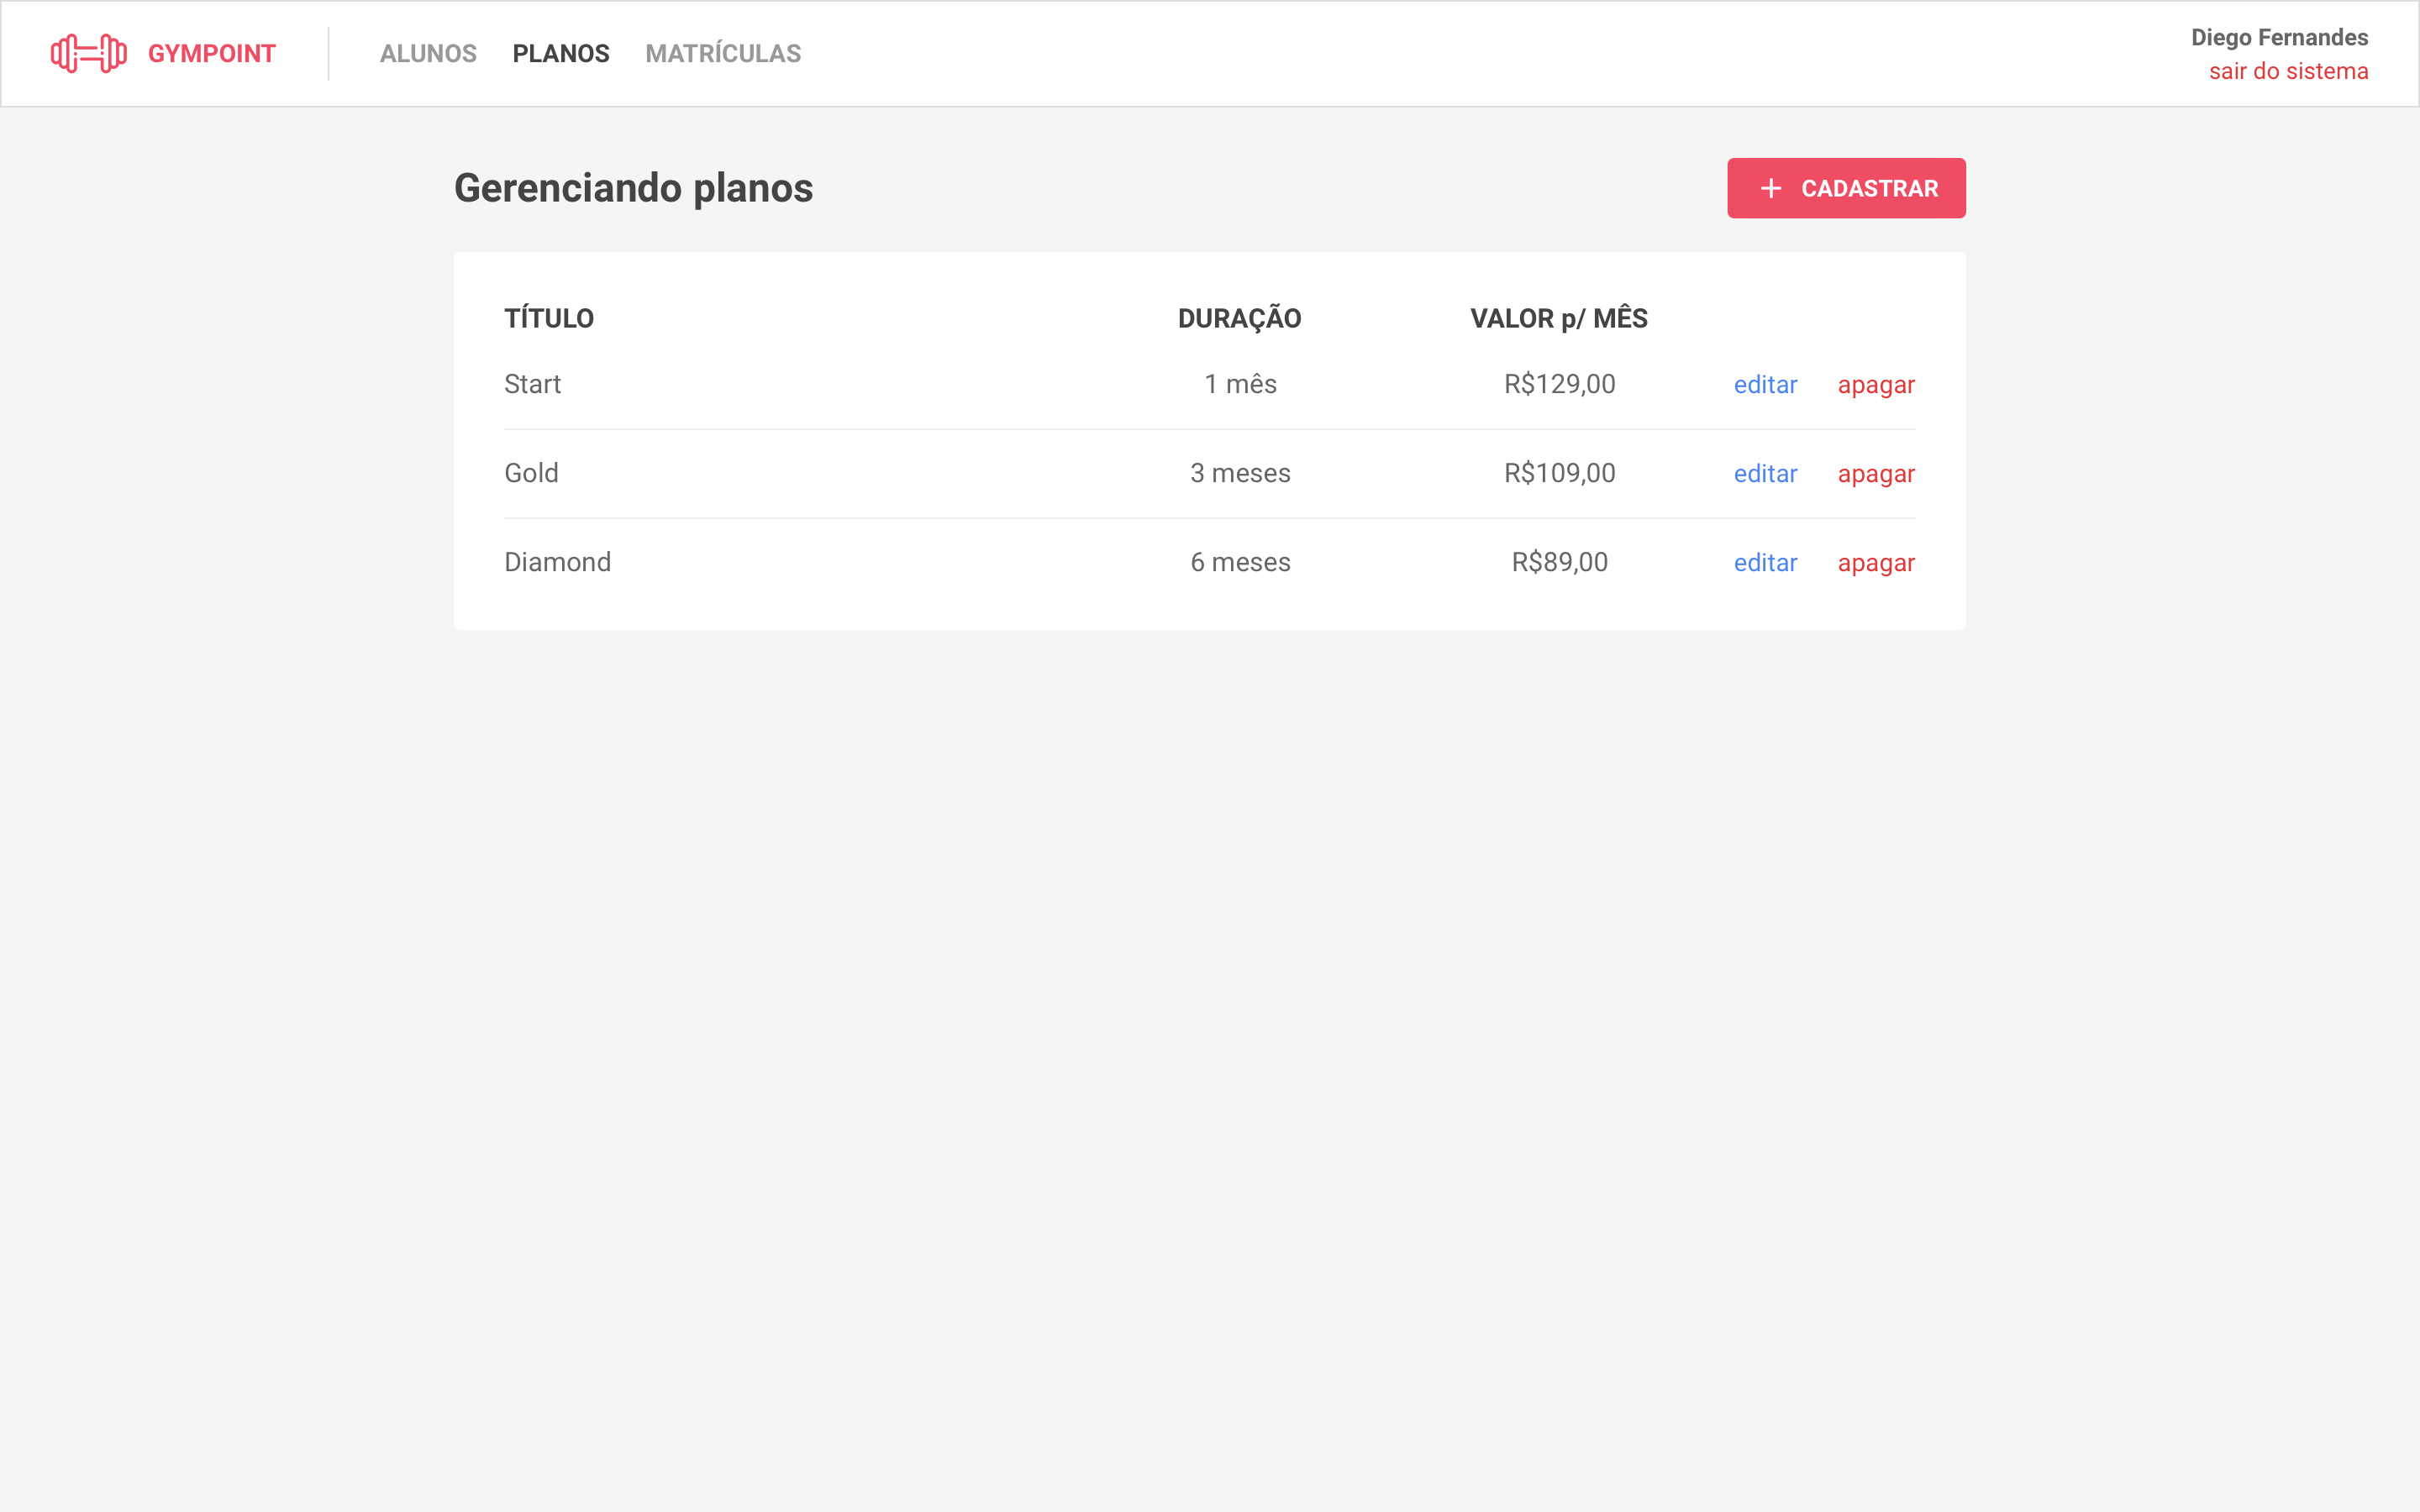 GYMPOINT ALUNOS PLANOS MATRÍCULAS
Diego Fernandes
sair do sistema
Gerenciando planos
CADASTRAR
TÍTULO DURAÇÃO VALOR p/ MÊS
Start 1 mês R$129,00 editar apagar
Gold 3 meses R$109,00 editar apagar
Diamond 6 meses R$89,00 editar apagar